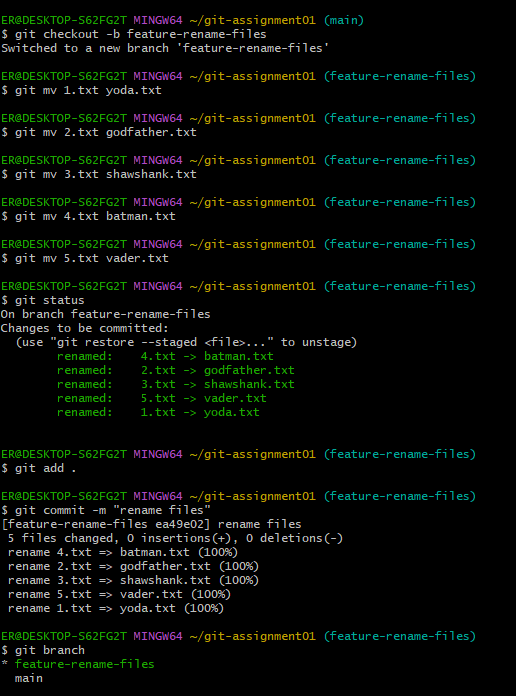 ER@DESKTOP-S62FG2T MINGW64 ~/git-assignment01 (main)
$ git checkout -b feature-rename-files
Switched to a new branch 'feature-rename-files'
ER@DESKTOP-S62FG2T MINGW64 ~/git-assignment01 (feature-rename-files)
$ git mv 1.txt yoda.txt
ER@DESKTOP-S62FG2T MINGW64 ~/git-assignment01 (feature-rename-files)
$ git mv 2.txt godfather.txt
ER@DESKTOP-S62FG2T MINGW64 ~/git-assignment01 (feature-rename-files)
$ git mv 3.txt shawshank.txt
ER@DESKTOP-S62FG2T MINGW64 ~/git-assignment01 (feature-rename-files)
$ git mv 4.txt batman.txt
ER@DESKTOP-S62FG2T MINGW64 ~/git-assignment01 (feature-rename-files)
$ git mv 5.txt vader.txt
ER@DESKTOP-S62FG2T MINGW64 ~/git-assignment01 (feature-rename-files)
$ git status
On branch feature-rename-files
Changes to be committed:
  (use "git restore --staged <file>..." to unstage)
        renamed:    4.txt -> batman.txt
        renamed:    2.txt -> godfather.txt
        renamed:    3.txt -> shawshank.txt
        renamed:    5.txt -> vader.txt
        renamed:    1.txt -> yoda.txt
ER@DESKTOP-S62FG2T MINGW64 ~/git-assignment01 (feature-rename-files)
$ git add .
ER@DESKTOP-S62FG2T MINGW64 ~/git-assignment01 (feature-rename-files)
$ git commit -m "rename files"
[feature-rename-files ea49e02] rename files
 5 files changed, 0 insertions(+), 0 deletions(-)
 rename 4.txt => batman.txt (100%)
 rename 2.txt => godfather.txt (100%)
 rename 3.txt => shawshank.txt (100%)
 rename 5.txt => vader.txt (100%)
 rename 1.txt => yoda.txt (100%)
ER@DESKTOP-S62FG2T MINGW64 ~/git-assignment01 (feature-rename-files)
$ git branch
* feature-rename-files
  main